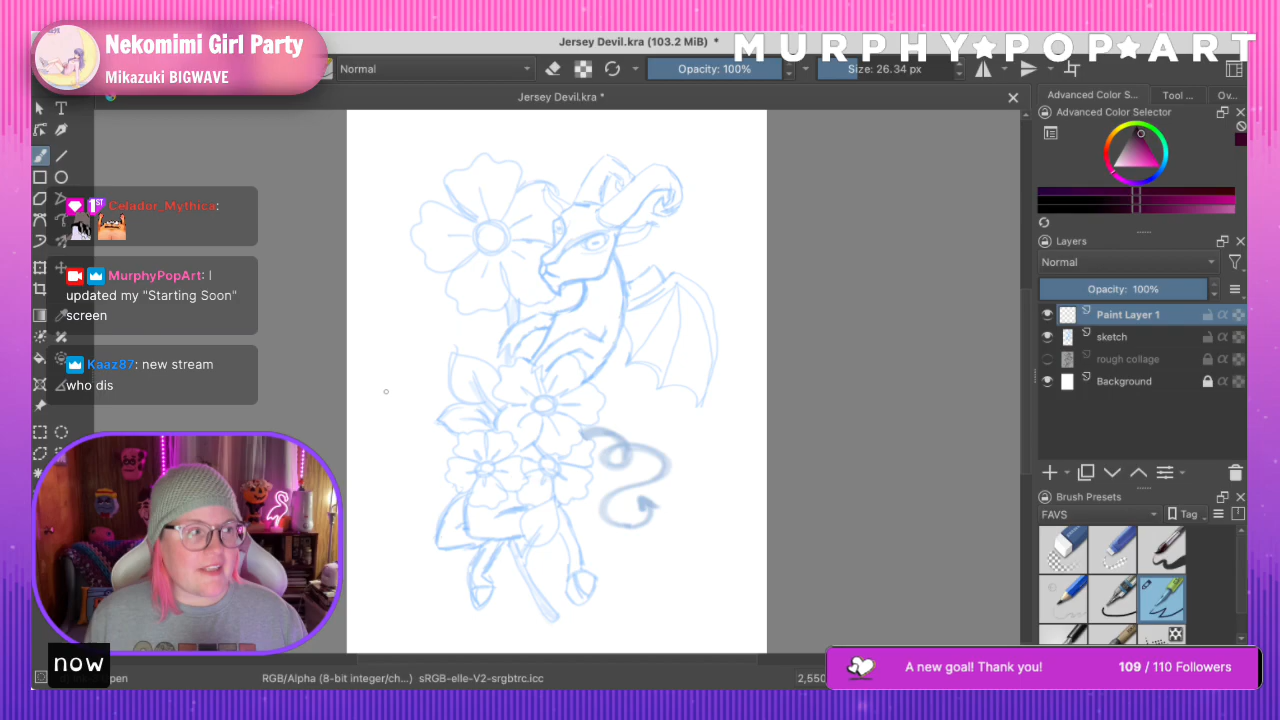 Nekomimi Girl Party
Mikazuki BIGWAVE
Jersey Devil.kra (103.2 MiB) *
MURPHY★POP★ART
Normal
Opacity: 100%
Size: 26.34 px
Jersey Devil.kra *
Advanced Color S...
Tool ...
Ov...
Advanced Color Selector
Celador_Mythica:
MurphyPopArt: I
updated my "Starting Soon"
screen
Kaaz87: new stream
who dis
Layers
Normal
Opacity: 100%
Paint Layer 1
sketch
rough collage
Background
Brush Presets
FAVS
Tag
now
RGB/Alpha (8-bit integer/ch...) sRGB-elle-V2-srgbtrc.icc
2,550
A new goal! Thank you!
109 / 110 Followers